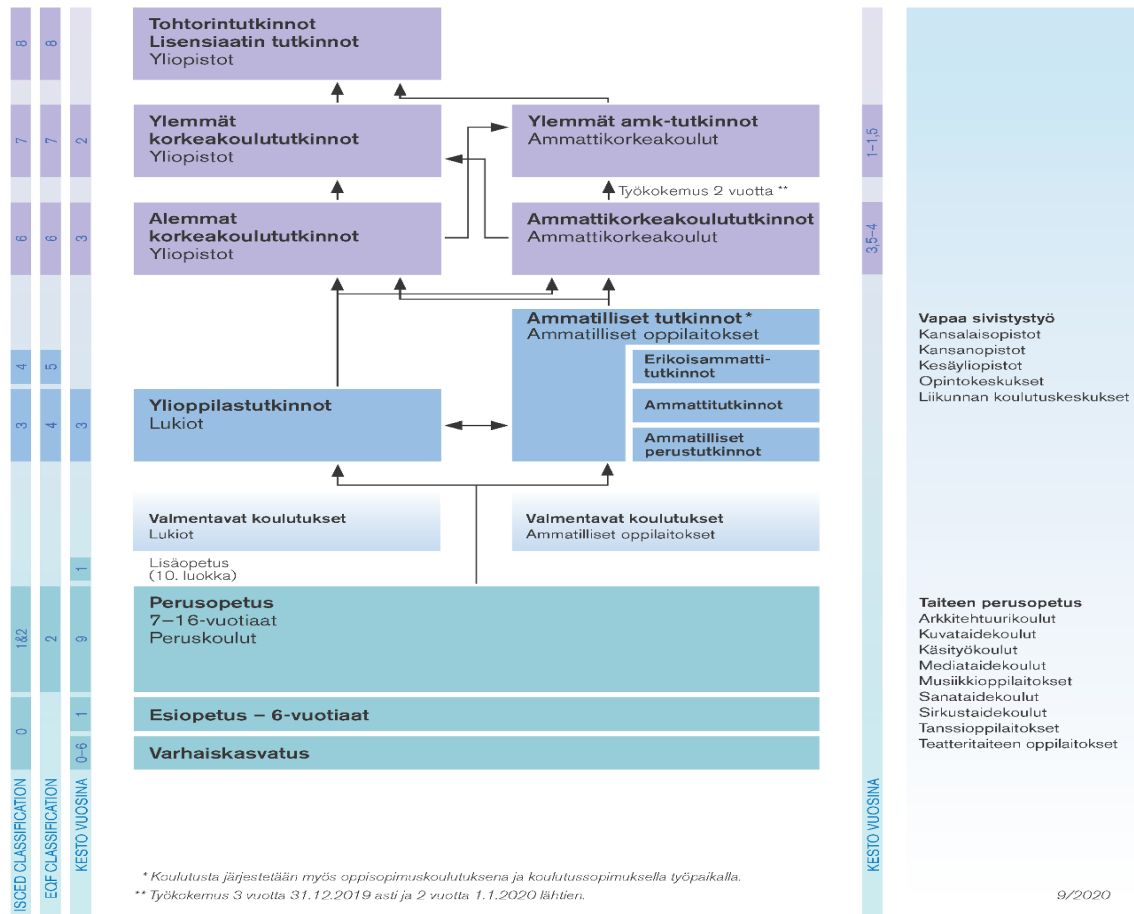 Tohtorintutkinnot
Lisensiaatin tutkinnot
Yliopistot
8
8
Ylemmät
korkeakoulututkinnot
Yliopistot
Ylemmät amk-tutkinnot
Ammattikorkeakoulut
7
7
2
1–1,5
Työkokemus 2 vuotta **
Alemmat
korkeakoulututkinnot
Yliopistot
Ammattikorkeakoulututkinnot
Ammattikorkeakoulut
6
6
3
3,5–4
Ammatilliset tutkinnot *
Ammatilliset oppilaitokset
Erikoisammatti-
tutkinnot
Ammattitutkinnot
Ammatilliset
perustutkinnot
4
5
Ylioppilastutkinnot
Lukiot
3
4
3
Valmentavat koulutukset
Lukiot
Valmentavat koulutukset
Ammatilliset oppilaitokset
Lisäopetus
(10. luokka)
1
Perusopetus
7–16-vuotiaat
Peruskoulut
1&2
2
9
Esiopetus – 6-vuotiaat
0
1
Varhaiskasvatus
0–6
ISCED CLASSIFICATION
EQF CLASSIFICATION
KESTO VUOSINA
KESTO VUOSINA
Vapaa sivistystyö
Kansalaisopistot
Kansanopistot
Kesäyliopistot
Opintokeskukset
Liikunnan koulutuskeskukset
Taiteen perusopetus
Arkkitehtuurikoulut
Kuvataidekoulut
Käsityökoulut
Mediataidekoulut
Musiikkioppilaitokset
Sanataidekoulut
Sirkustaidekoulut
Tanssioppilaitokset
Teatteritaiteen oppilaitokset
* Koulutusta järjestetään myös oppisopimuskoulutuksena ja koulutussopimuksella työpaikalla.
** Työkokemus 3 vuotta 31.12.2019 asti ja 2 vuotta 1.1.2020 lähtien.
9/2020